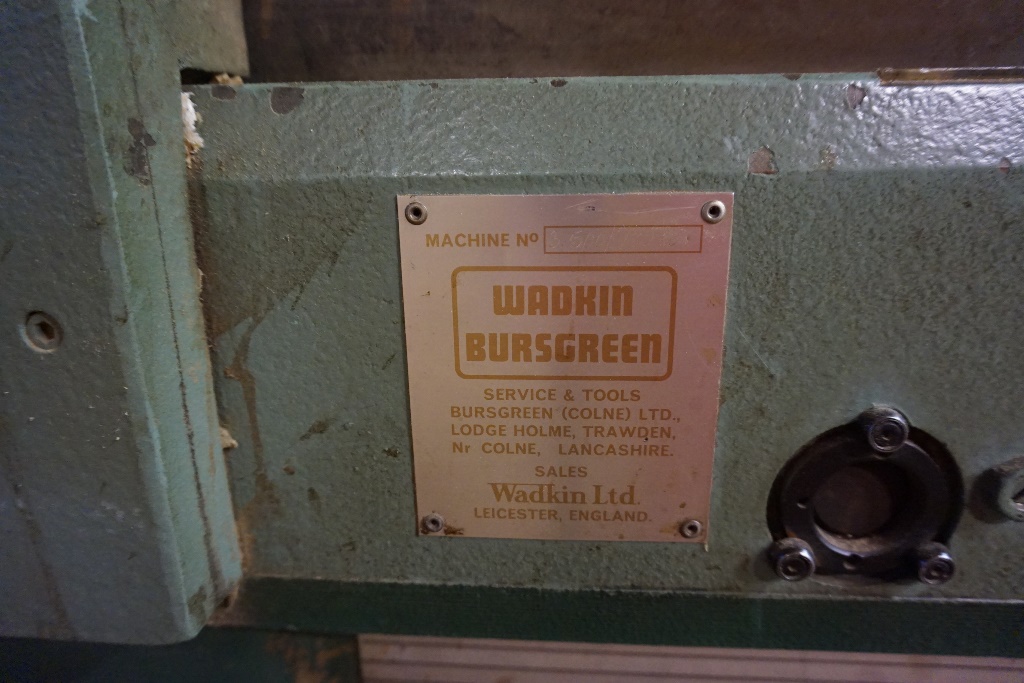 MACHINE Nº
WADKIN
BURSGREEN
SERVICE & TOOLS
BURSGREEN (COLNE) LTD.,
LODGE HOLME, TRAWDEN,
Nr COLNE, LANCASHIRE.
SALES
Wadkin Ltd.
LEICESTER, ENGLAND.